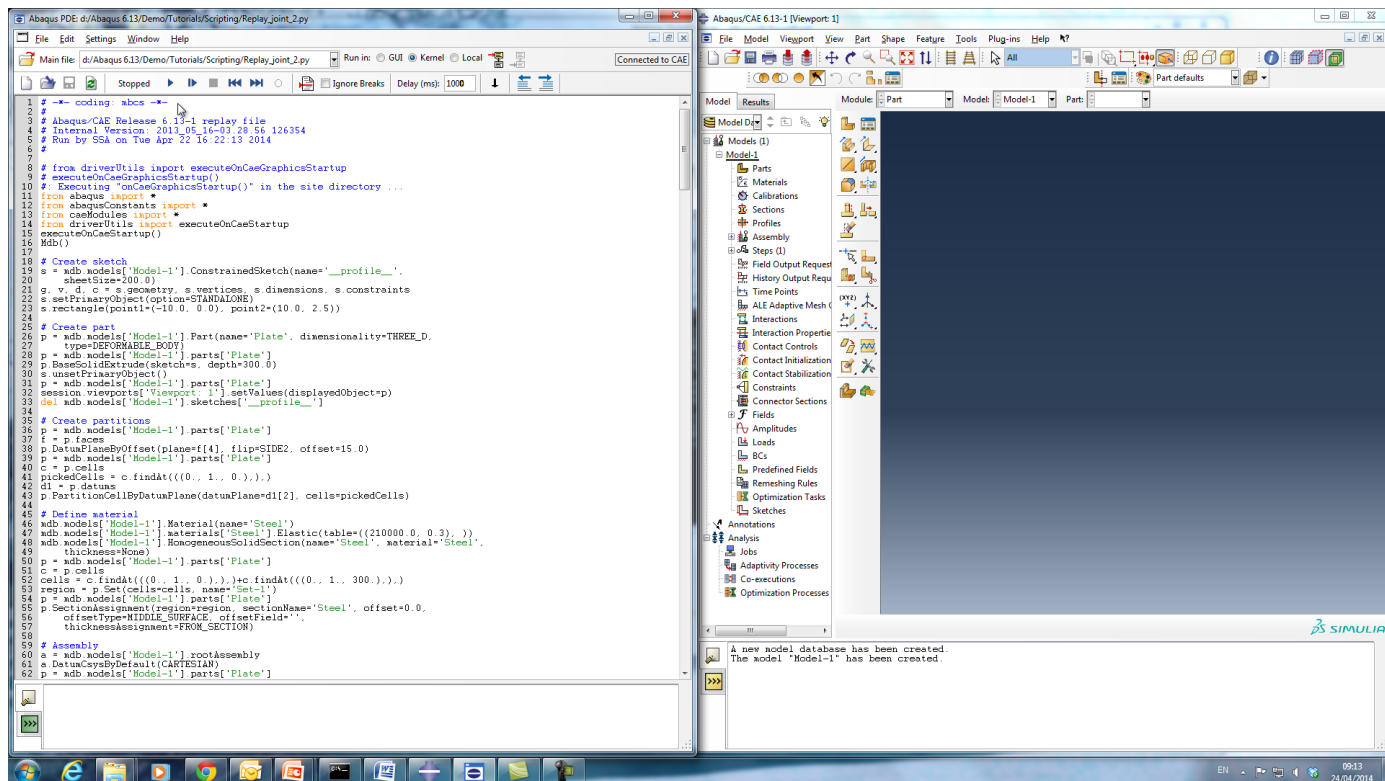 Abaqus PDE: d:/Abaqus 6.13/Demo/Tutorials/Scripting/Replay_joint_2.py
File Edit Settings Window Help
Main file: d:/Abaqus 6.13/Demo/Tutorials/Scripting/Replay_joint_2.py Run in: GUI Kernel Local Connected to CAE
Stopped Ignore Breaks Delay (ms): 1000
1 # -*- coding: mbcs -*-
2 #
3 # Abaqus/CAE Release 6.13-1 replay file
4 # Internal Version: 2013_05_16-03.28.56 126354
5 # Run by SSA on Tue Apr 22 16:22:13 2014
6 #
7
8 # from driverUtils import executeOnCaeGraphicsStartup
9 # executeOnCaeGraphicsStartup()
10 #: Executing "onCaeGraphicsStartup()" in the site directory ...
11 from abaqus import *
12 from abaqusConstants import *
13 from caeModules import *
14 from driverUtils import executeOnCaeStartup
15 executeOnCaeStartup()
16 Mdb()
17
18 # Create sketch
19 s = mdb.models['Model-1'].ConstrainedSketch(name='__profile__',
20 sheetSize=200.0)
21 g, v, d, c = s.geometry, s.vertices, s.dimensions, s.constraints
22 s.setPrimaryObject(option=STANDALONE)
23 s.rectangle(point1=(-10.0, 0.0), point2=(10.0, 2.5))
24
25 # Create part
26 p = mdb.models['Model-1'].Part(name='Plate', dimensionality=THREE_D,
27 type=DEFORMABLE_BODY)
28 p = mdb.models['Model-1'].parts['Plate']
29 p.BaseSolidExtrude(sketch=s, depth=300.0)
30 s.unsetPrimaryObject()
31 p = mdb.models['Model-1'].parts['Plate']
32 session.viewports['Viewport: 1'].setValues(displayedObject=p)
33 del mdb.models['Model-1'].sketches['__profile__']
34
35 # Create partitions
36 p = mdb.models['Model-1'].parts['Plate']
37 f = p.faces
38 p.DatumPlaneByOffset(plane=f[4], flip=SIDE2, offset=15.0)
39 p = mdb.models['Model-1'].parts['Plate']
40 c = p.cells
41 pickedCells = c.findAt(((0., 1., 0.),),)
42 d1 = p.datums
43 p.PartitionCellByDatumPlane(datumPlane=d1[2], cells=pickedCells)
44
45 # Define material
46 mdb.models['Model-1'].Material(name='Steel')
47 mdb.models['Model-1'].materials['Steel'].Elastic(table=((210000.0, 0.3), ))
48 mdb.models['Model-1'].HomogeneousSolidSection(name='Steel', material='Steel',
49 thickness=None)
50 p = mdb.models['Model-1'].parts['Plate']
51 c = p.cells
52 cells = c.findAt(((0., 1., 0.),),)+c.findAt(((0., 1., 300.),),)
53 region = p.Set(cells=cells, name='Set-1')
54 p = mdb.models['Model-1'].parts['Plate']
55 p.SectionAssignment(region=region, sectionName='Steel', offset=0.0,
56 offsetType=MIDDLE_SURFACE, offsetField='',
57 thicknessAssignment=FROM_SECTION)
58
59 # Assembly
60 a = mdb.models['Model-1'].rootAssembly
61 a.DatumCsysByDefault(CARTESIAN)
62 p = mdb.models['Model-1'].parts['Plate']
>>>
Abaqus/CAE 6.13-1 [Viewport: 1]
File Model Viewport View Part Shape Feature Tools Plug-ins Help
All
Part defaults
Model Results Module: Part Model: Model-1 Part:
Model Da
Models (1)
Model-1
Parts
Materials
Calibrations
Sections
Profiles
Assembly
Steps (1)
Field Output Request
History Output Requ
Time Points
ALE Adaptive Mesh C
Interactions
Interaction Propertie
Contact Controls
Contact Initialization
Contact Stabilization
Constraints
Connector Sections
Fields
Amplitudes
Loads
BCs
Predefined Fields
Remeshing Rules
Optimization Tasks
Sketches
Annotations
Analysis
Jobs
Adaptivity Processes
Co-executions
Optimization Processes
(XYZ)
SIMULIA
A new model database has been created.
The model "Model-1" has been created.
>>>
EN 09:13
24/04/2014